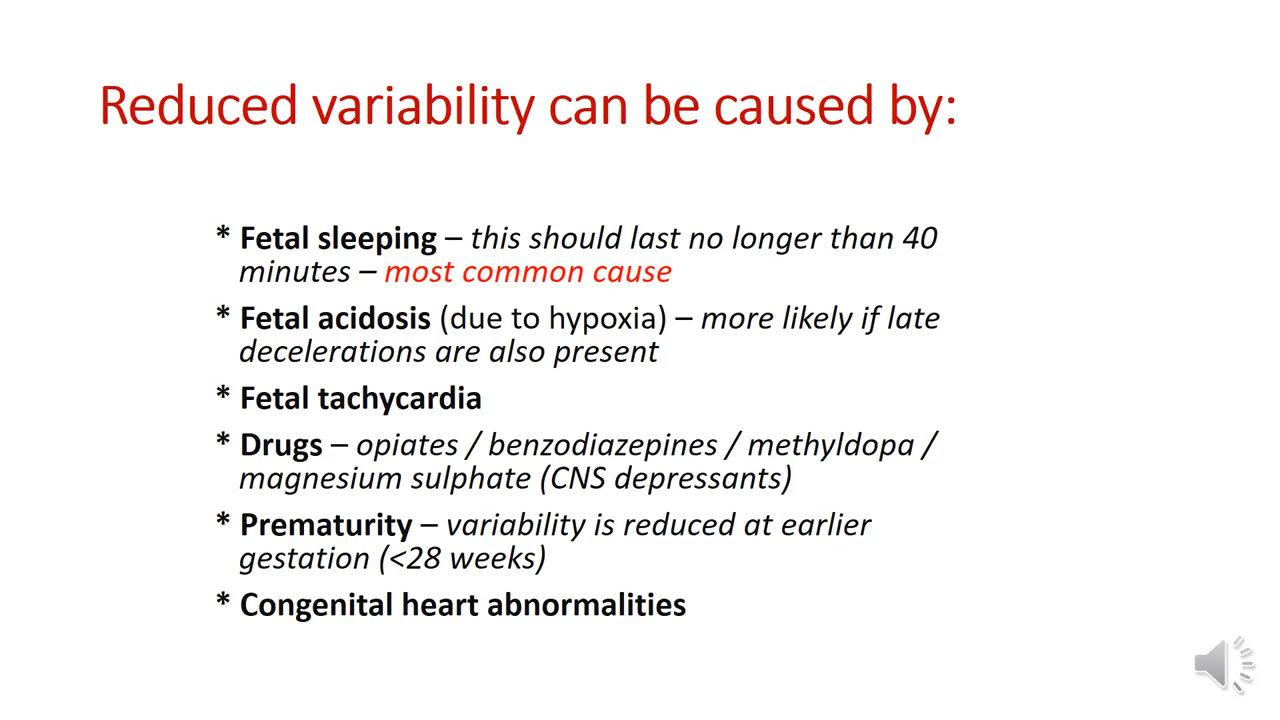 Reduced variability can be caused by:
* Fetal sleeping – this should last no longer than 40
minutes – most common cause
* Fetal acidosis (due to hypoxia) – more likely if late
decelerations are also present
* Fetal tachycardia
* Drugs – opiates / benzodiazepines / methyldopa /
magnesium sulphate (CNS depressants)
* Prematurity – variability is reduced at earlier
gestation (<28 weeks)
* Congenital heart abnormalities